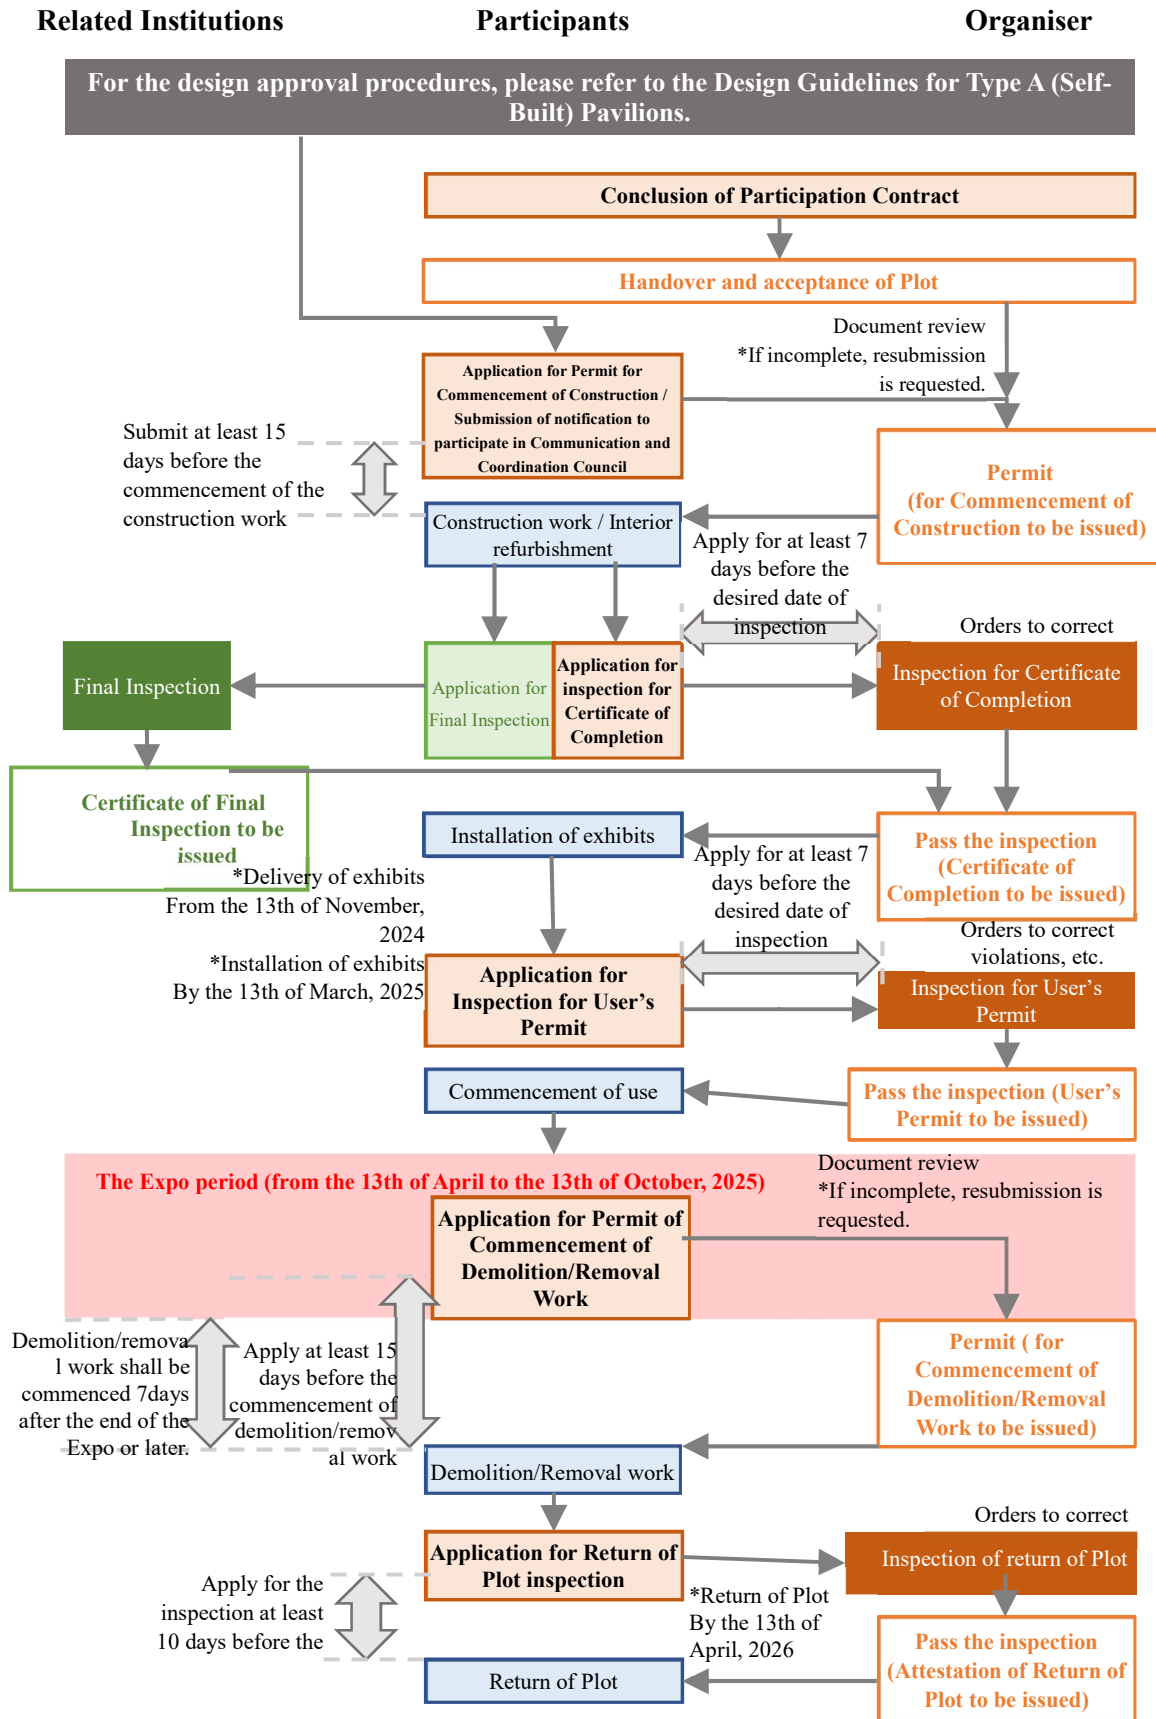 Related Institutions
Participants
Organiser
For the design approval procedures, please refer to the Design Guidelines for Type A (Self-
Built) Pavilions.
Conclusion of Participation Contract
Handover and acceptance of Plot
Document review
*If incomplete, resubmission
is requested.
Application for Permit for
Commencement of Construction /
Submission of notification to
participate in Communication and
Coordination Council
Submit at least 15
days before the
commencement of the
construction work
Permit
(for Commencement of
Construction to be issued)
Construction work / Interior
refurbishment
Apply for at least 7
days before the
desired date of
inspection
Orders to correct
Final Inspection
Application for
Final Inspection
Application for
inspection for
Certificate of
Completion
Inspection for Certificate
of Completion
Certificate of Final
Inspection to be
issued
Installation of exhibits
Pass the inspection
(Certificate of
Completion to be issued)
Apply for at least 7
days before the
desired date of
inspection
*Delivery of exhibits
From the 13th of November,
2024
*Installation of exhibits
By the 13th of March, 2025
Orders to correct
violations, etc.
Application for
Inspection for User’s
Permit
Inspection for User’s
Permit
Commencement of use
Pass the inspection (User’s
Permit to be issued)
The Expo period (from the 13th of April to the 13th of October, 2025)
Document review
*If incomplete, resubmission is
requested.
Application for Permit of
Commencement of
Demolition/Removal
Work
Demolition/remova
l work shall be
commenced 7days
after the end of the
Expo or later.
Apply at least 15
days before the
commencement of
demolition/remov
al work
Permit ( for
Commencement of
Demolition/Removal
Work to be issued)
Demolition/Removal work
Orders to correct
Application for Return of
Plot inspection
Inspection of return of Plot
Apply for the
inspection at least
10 days before the
*Return of Plot
By the 13th of
April, 2026
Pass the inspection
(Attestation of Return of
Plot to be issued)
Return of Plot